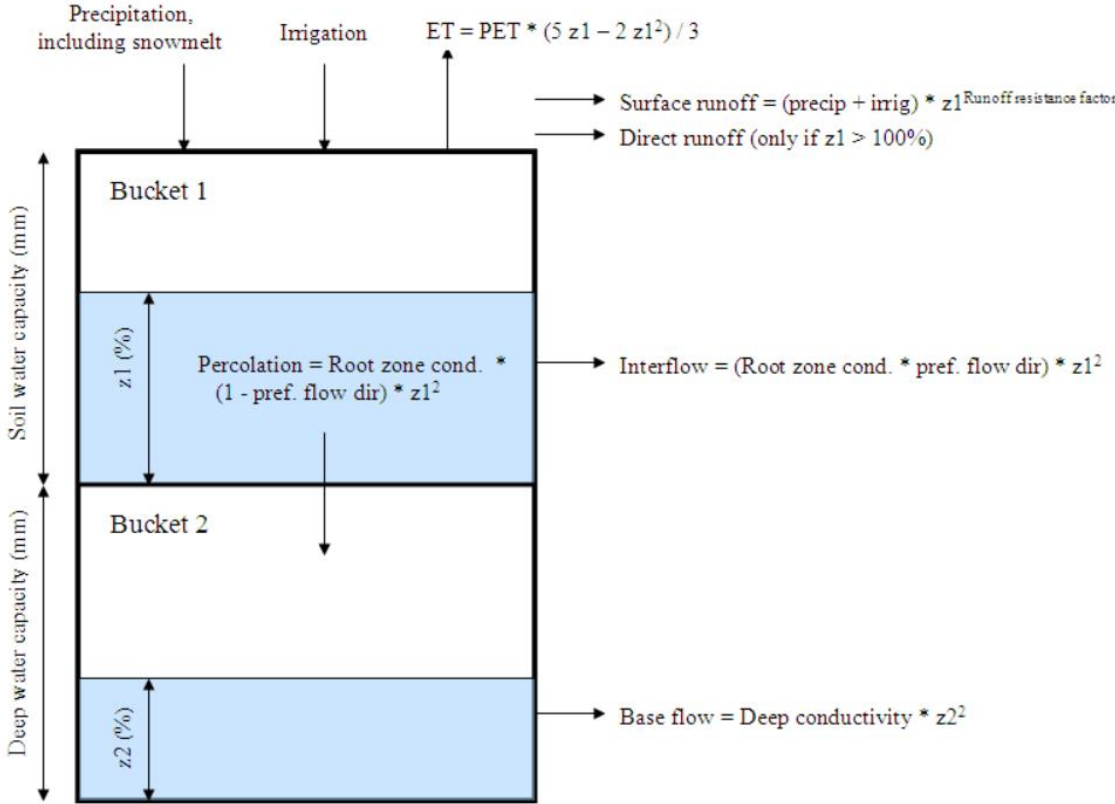 Precipitation,
including snowmelt
Irrigation
ET = PET * (5 z1 – 2 z1²) / 3
Surface runoff = (precip + irrig) * z1^Runoff resistance factor
Direct runoff (only if z1 > 100%)
Bucket 1
Soil water capacity (mm)
z1 (%)
Percolation = Root zone cond. *
(1 - pref. flow dir) * z1²
Interflow = (Root zone cond. * pref. flow dir) * z1²
Bucket 2
Deep water capacity (mm)
z2 (%)
Base flow = Deep conductivity * z2²